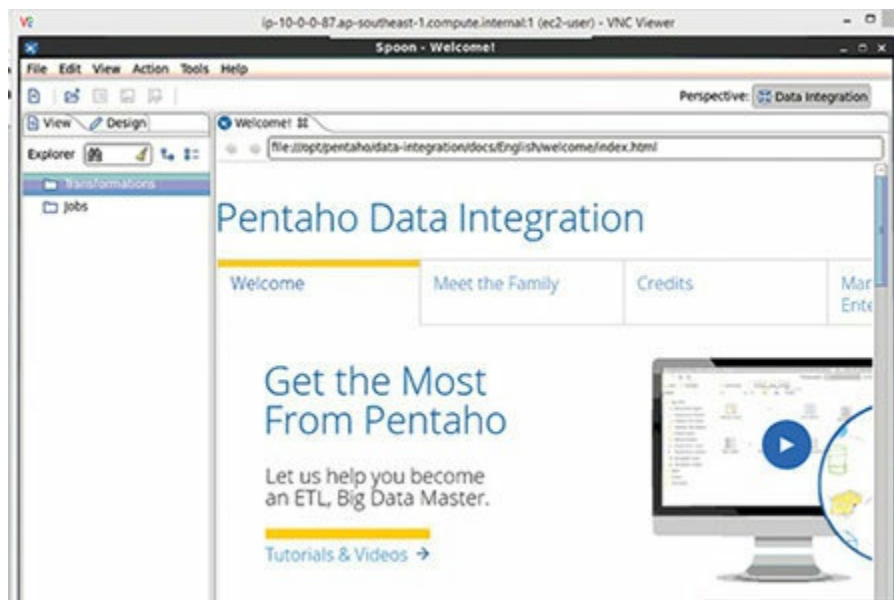 ip-10-0-0-87.ap-southeast-1.compute.internal:1 (ec2-user) - VNC Viewer
Spoon - Welcome!
File Edit View Action Tools Help
Perspective: Data Integration
View Design Welcome!
Explorer file:///opt/pentaho/data-integration/docs/English/welcome/index.html
Transformations
Jobs
Pentaho Data Integration
Welcome Meet the Family Credits Mar
Ente
Get the Most
From Pentaho
Let us help you become
an ETL, Big Data Master.
Tutorials & Videos →